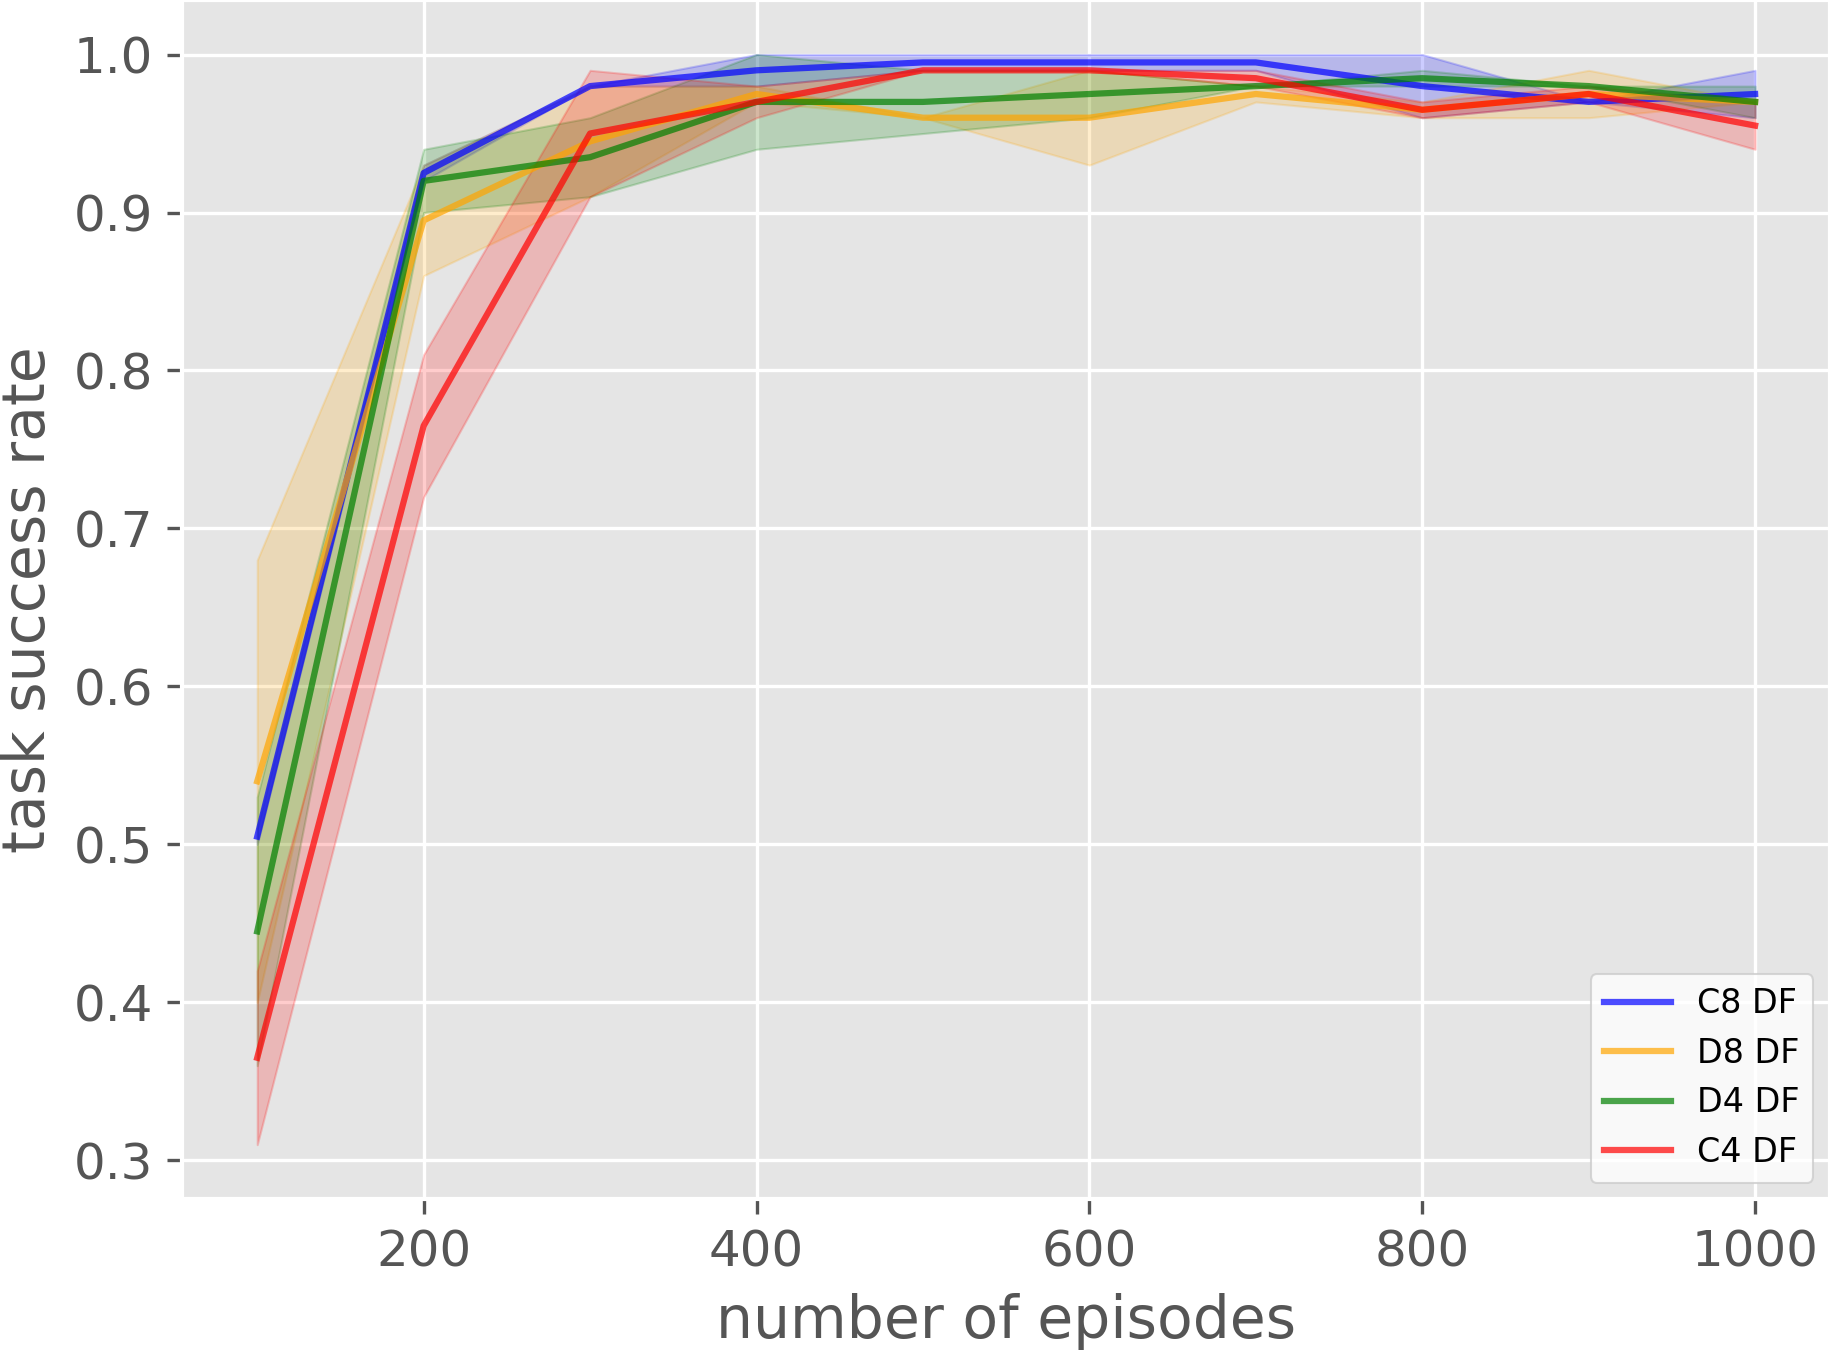 1.0
0.9
0.8
0.7
0.6
0.5
0.4
0.3
task success rate
200 400 600 800 1000
number of episodes
C8 DF
D8 DF
D4 DF
C4 DF